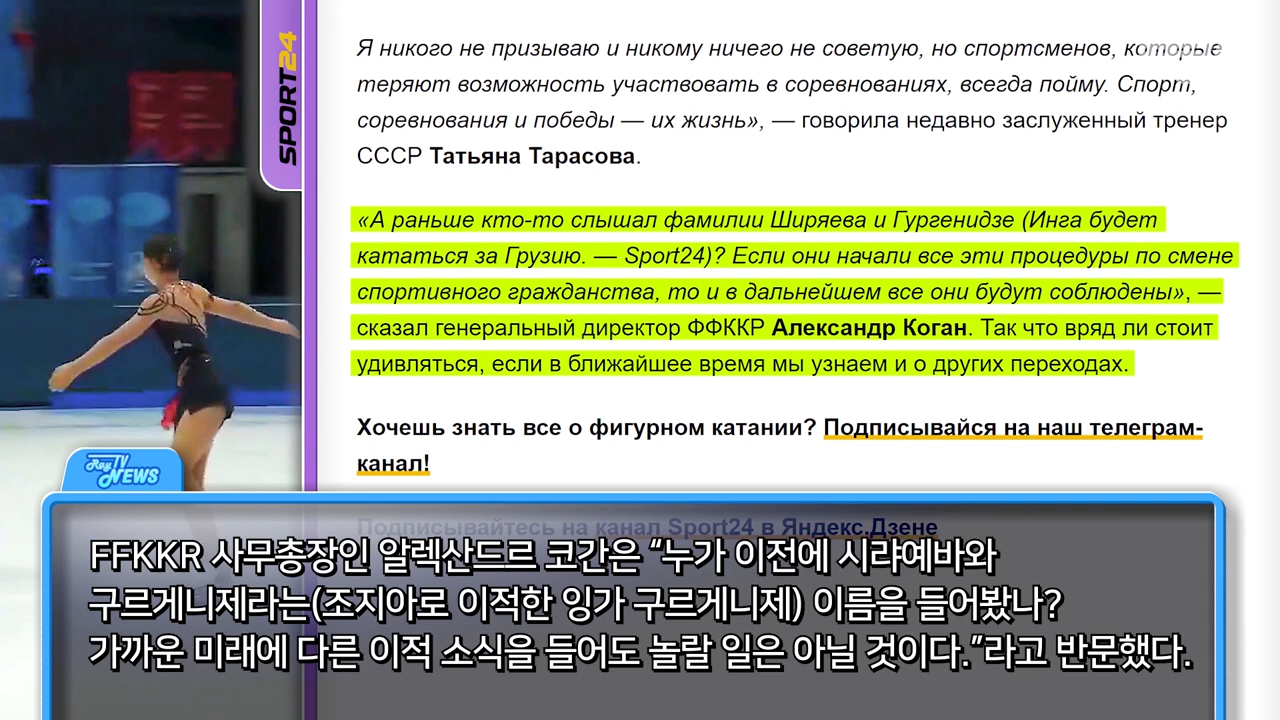 SPORT24
Я никого не призываю и никому ничего не советую, но спортсменов, которые
теряют возможность участвовать в соревнованиях, всегда пойму. Спорт,
соревнования и победы — их жизнь», — говорила недавно заслуженный тренер
СССР Татьяна Тарасова.
«А раньше кто-то слышал фамилии Ширяева и Гургенидзе (Инга будет
кататься за Грузию. — Sport24)? Если они начали все эти процедуры по смене
спортивного гражданства, то и в дальнейшем все они будут соблюдены», —
сказал генеральный директор ФФККР Александр Коган. Так что вряд ли стоит
удивляться, если в ближайшее время мы узнаем и о других переходах.
Хочешь знать все о фигурном катании? Подписывайся на наш телеграм-
канал!
Подписывайтесь на канал Sport24 в Яндекс.Дзене
RoyTV
NEWS
FFKKR 사무총장인 알렉산드르 코간은 “누가 이전에 시랴예바와
구르게니제라는(조지아로 이적한 잉가 구르게니제) 이름을 들어봤나?
가까운 미래에 다른 이적 소식을 들어도 놀랄 일은 아닐 것이다.”라고 반문했다.